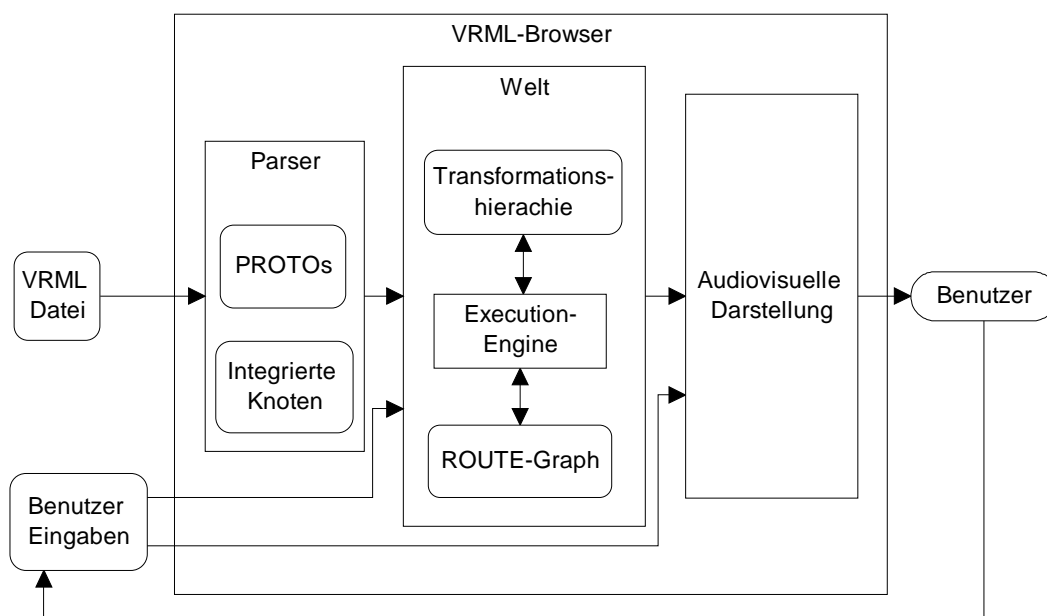 VRML-Browser
Welt
Parser
Transformations-
hierachie
PROTOs
VRML
Datei
Audiovisuelle
Darstellung
Benutzer
Execution-
Engine
Integrierte
Knoten
ROUTE-Graph
Benutzer
Eingaben